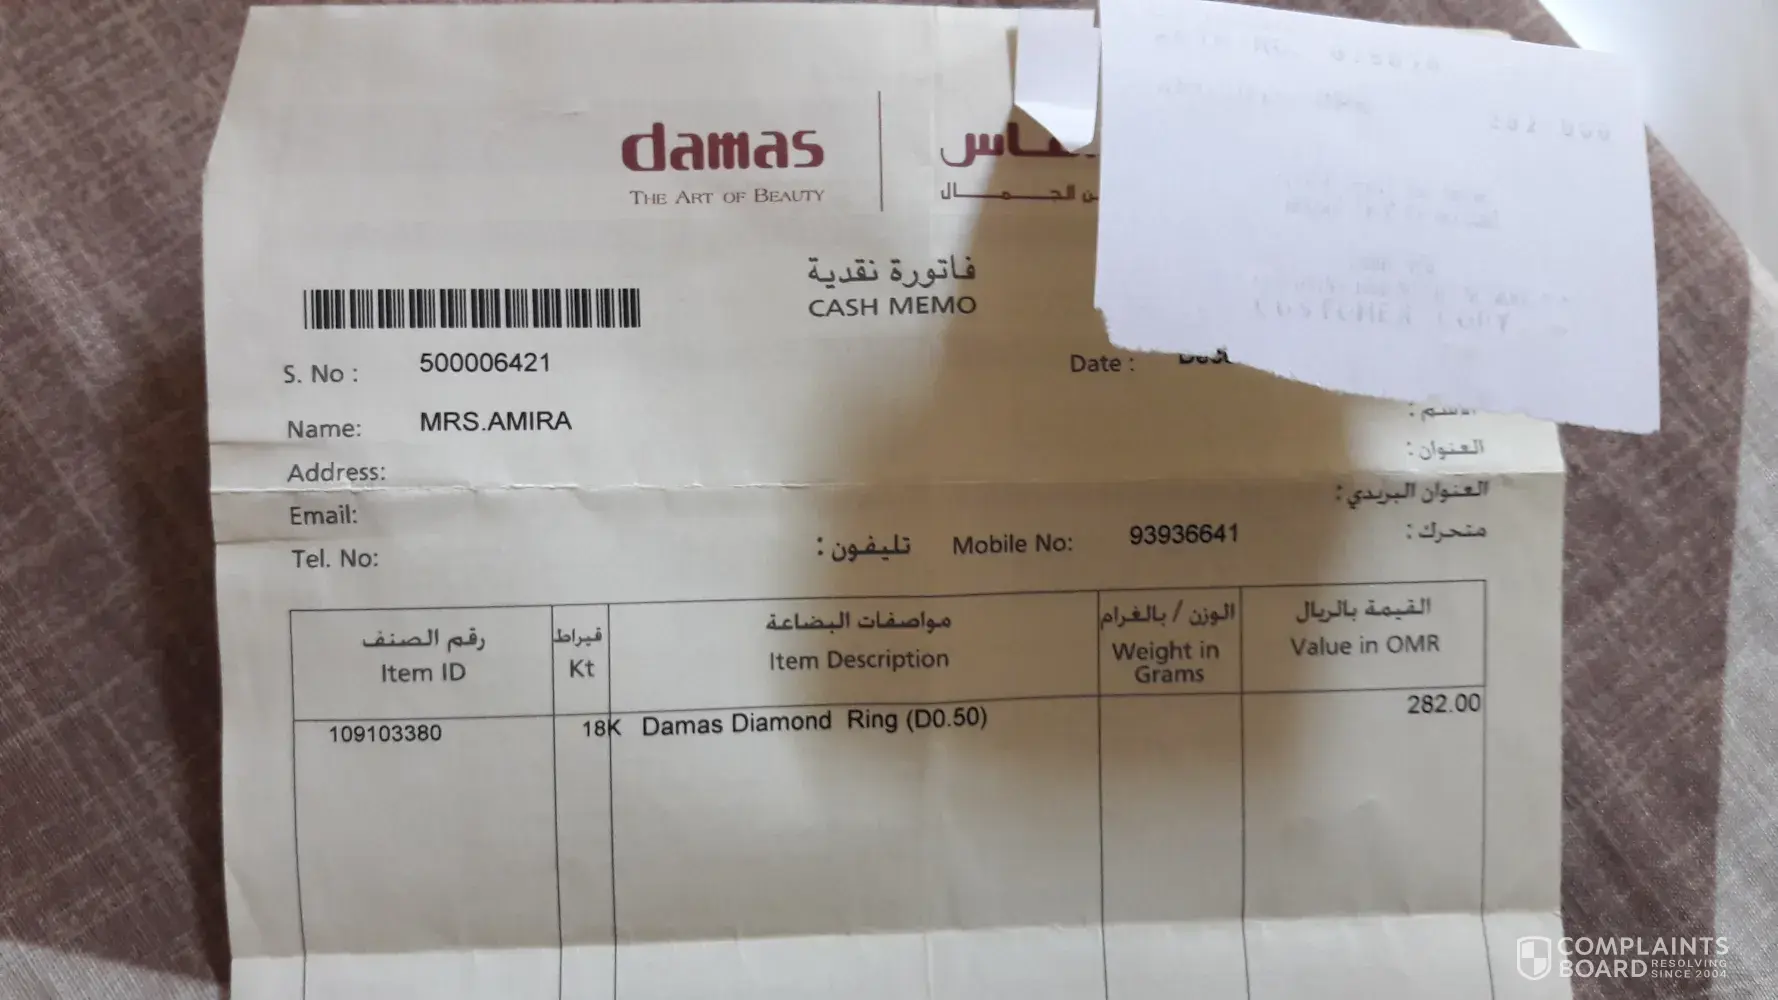 damas
THE ART OF BEAUTY
فاتورة نقدية
CASH MEMO
S. No : 500006421
Date :
Name: MRS.AMIRA
Address: العنوان :
Email: العنوان البريدي :
Tel. No: تليفون : Mobile No: 93936641 متحرك :
رقم الصنف قيراط مواصفات البضاعة الوزن / بالغرام القيمة بالريال
Item ID Kt Item Description Weight in Grams Value in OMR
109103380 18K Damas Diamond Ring (D0.50) 282.00
CUSTOMER COPY
COMPLAINTS
BOARD RESOLVING SINCE 2004